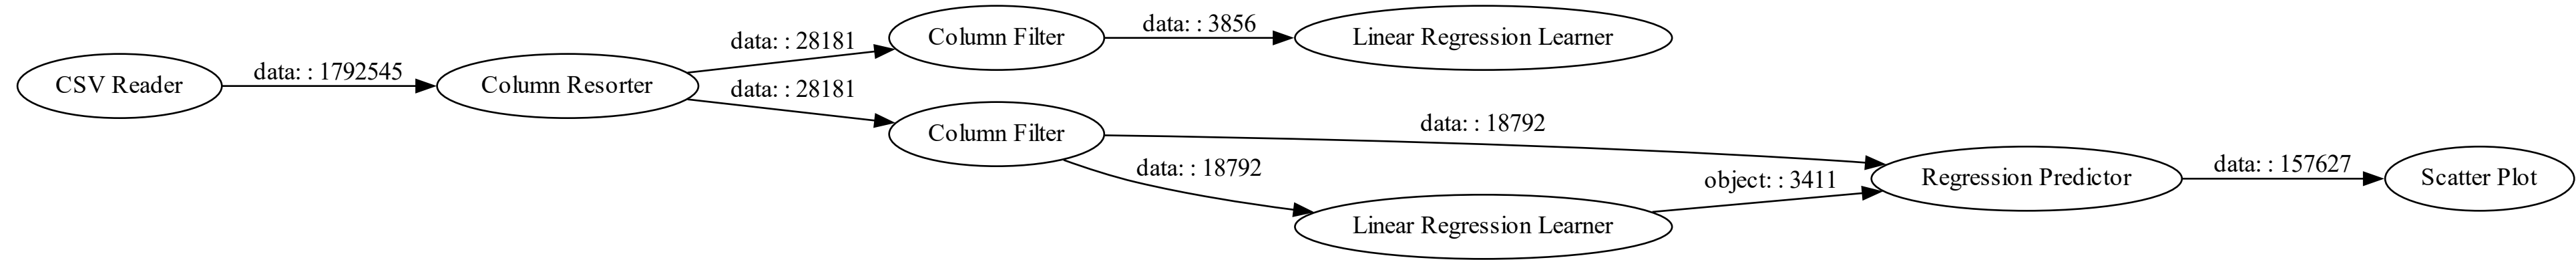 CSV Reader
data: : 1792545
Column Resorter
data: : 28181
data: : 28181
Column Filter
data: : 3856
Linear Regression Learner
Column Filter
data: : 18792
data: : 18792
Linear Regression Learner
object: : 3411
Regression Predictor
data: : 157627
Scatter Plot